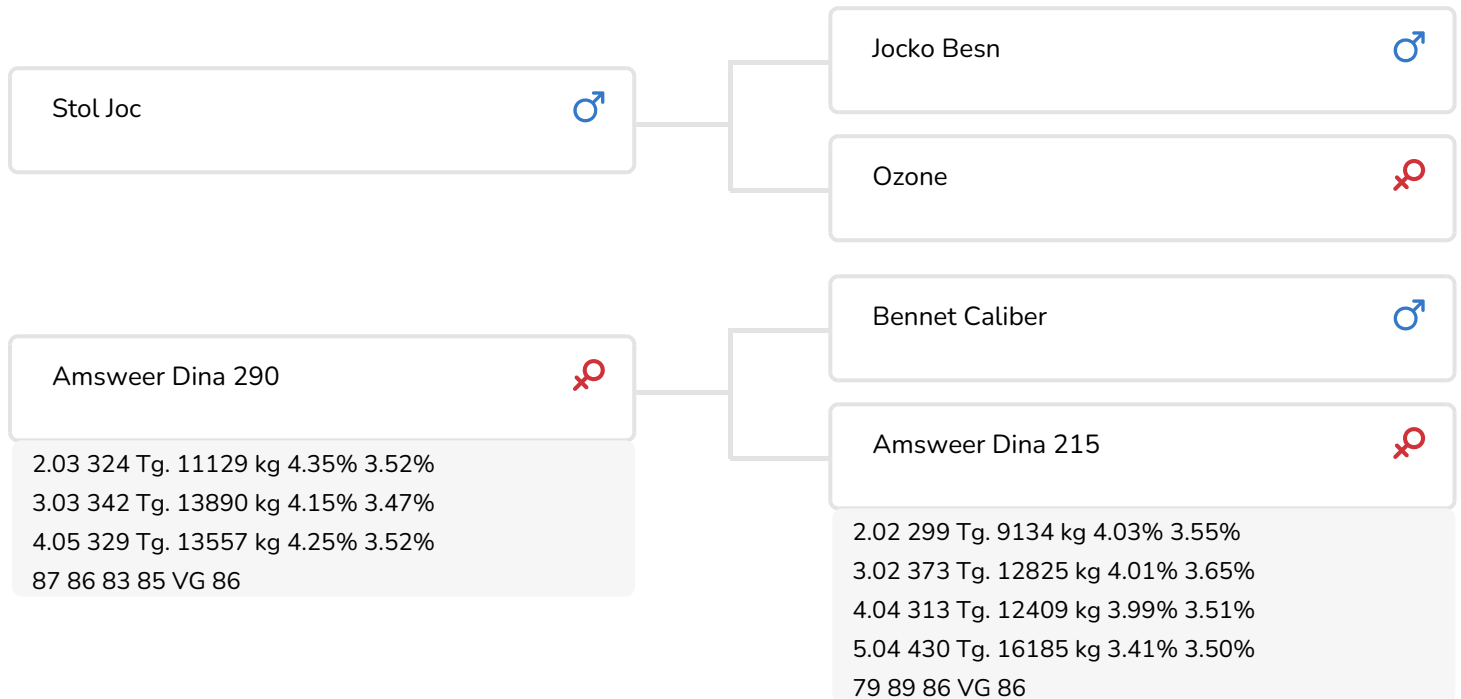 Stol Joc
Jocko Besn
Ozone
Amsweer Dina 290
2.03 324 Tg. 11129 kg 4.35% 3.52%
3.03 342 Tg. 13890 kg 4.15% 3.47%
4.05 329 Tg. 13557 kg 4.25% 3.52%
87 86 83 85 VG 86
Bennet Caliber
Amsweer Dina 215
2.02 299 Tg. 9134 kg 4.03% 3.55%
3.02 373 Tg. 12825 kg 4.01% 3.65%
4.04 313 Tg. 12409 kg 3.99% 3.51%
5.04 430 Tg. 16185 kg 3.41% 3.50%
79 89 86 VG 86